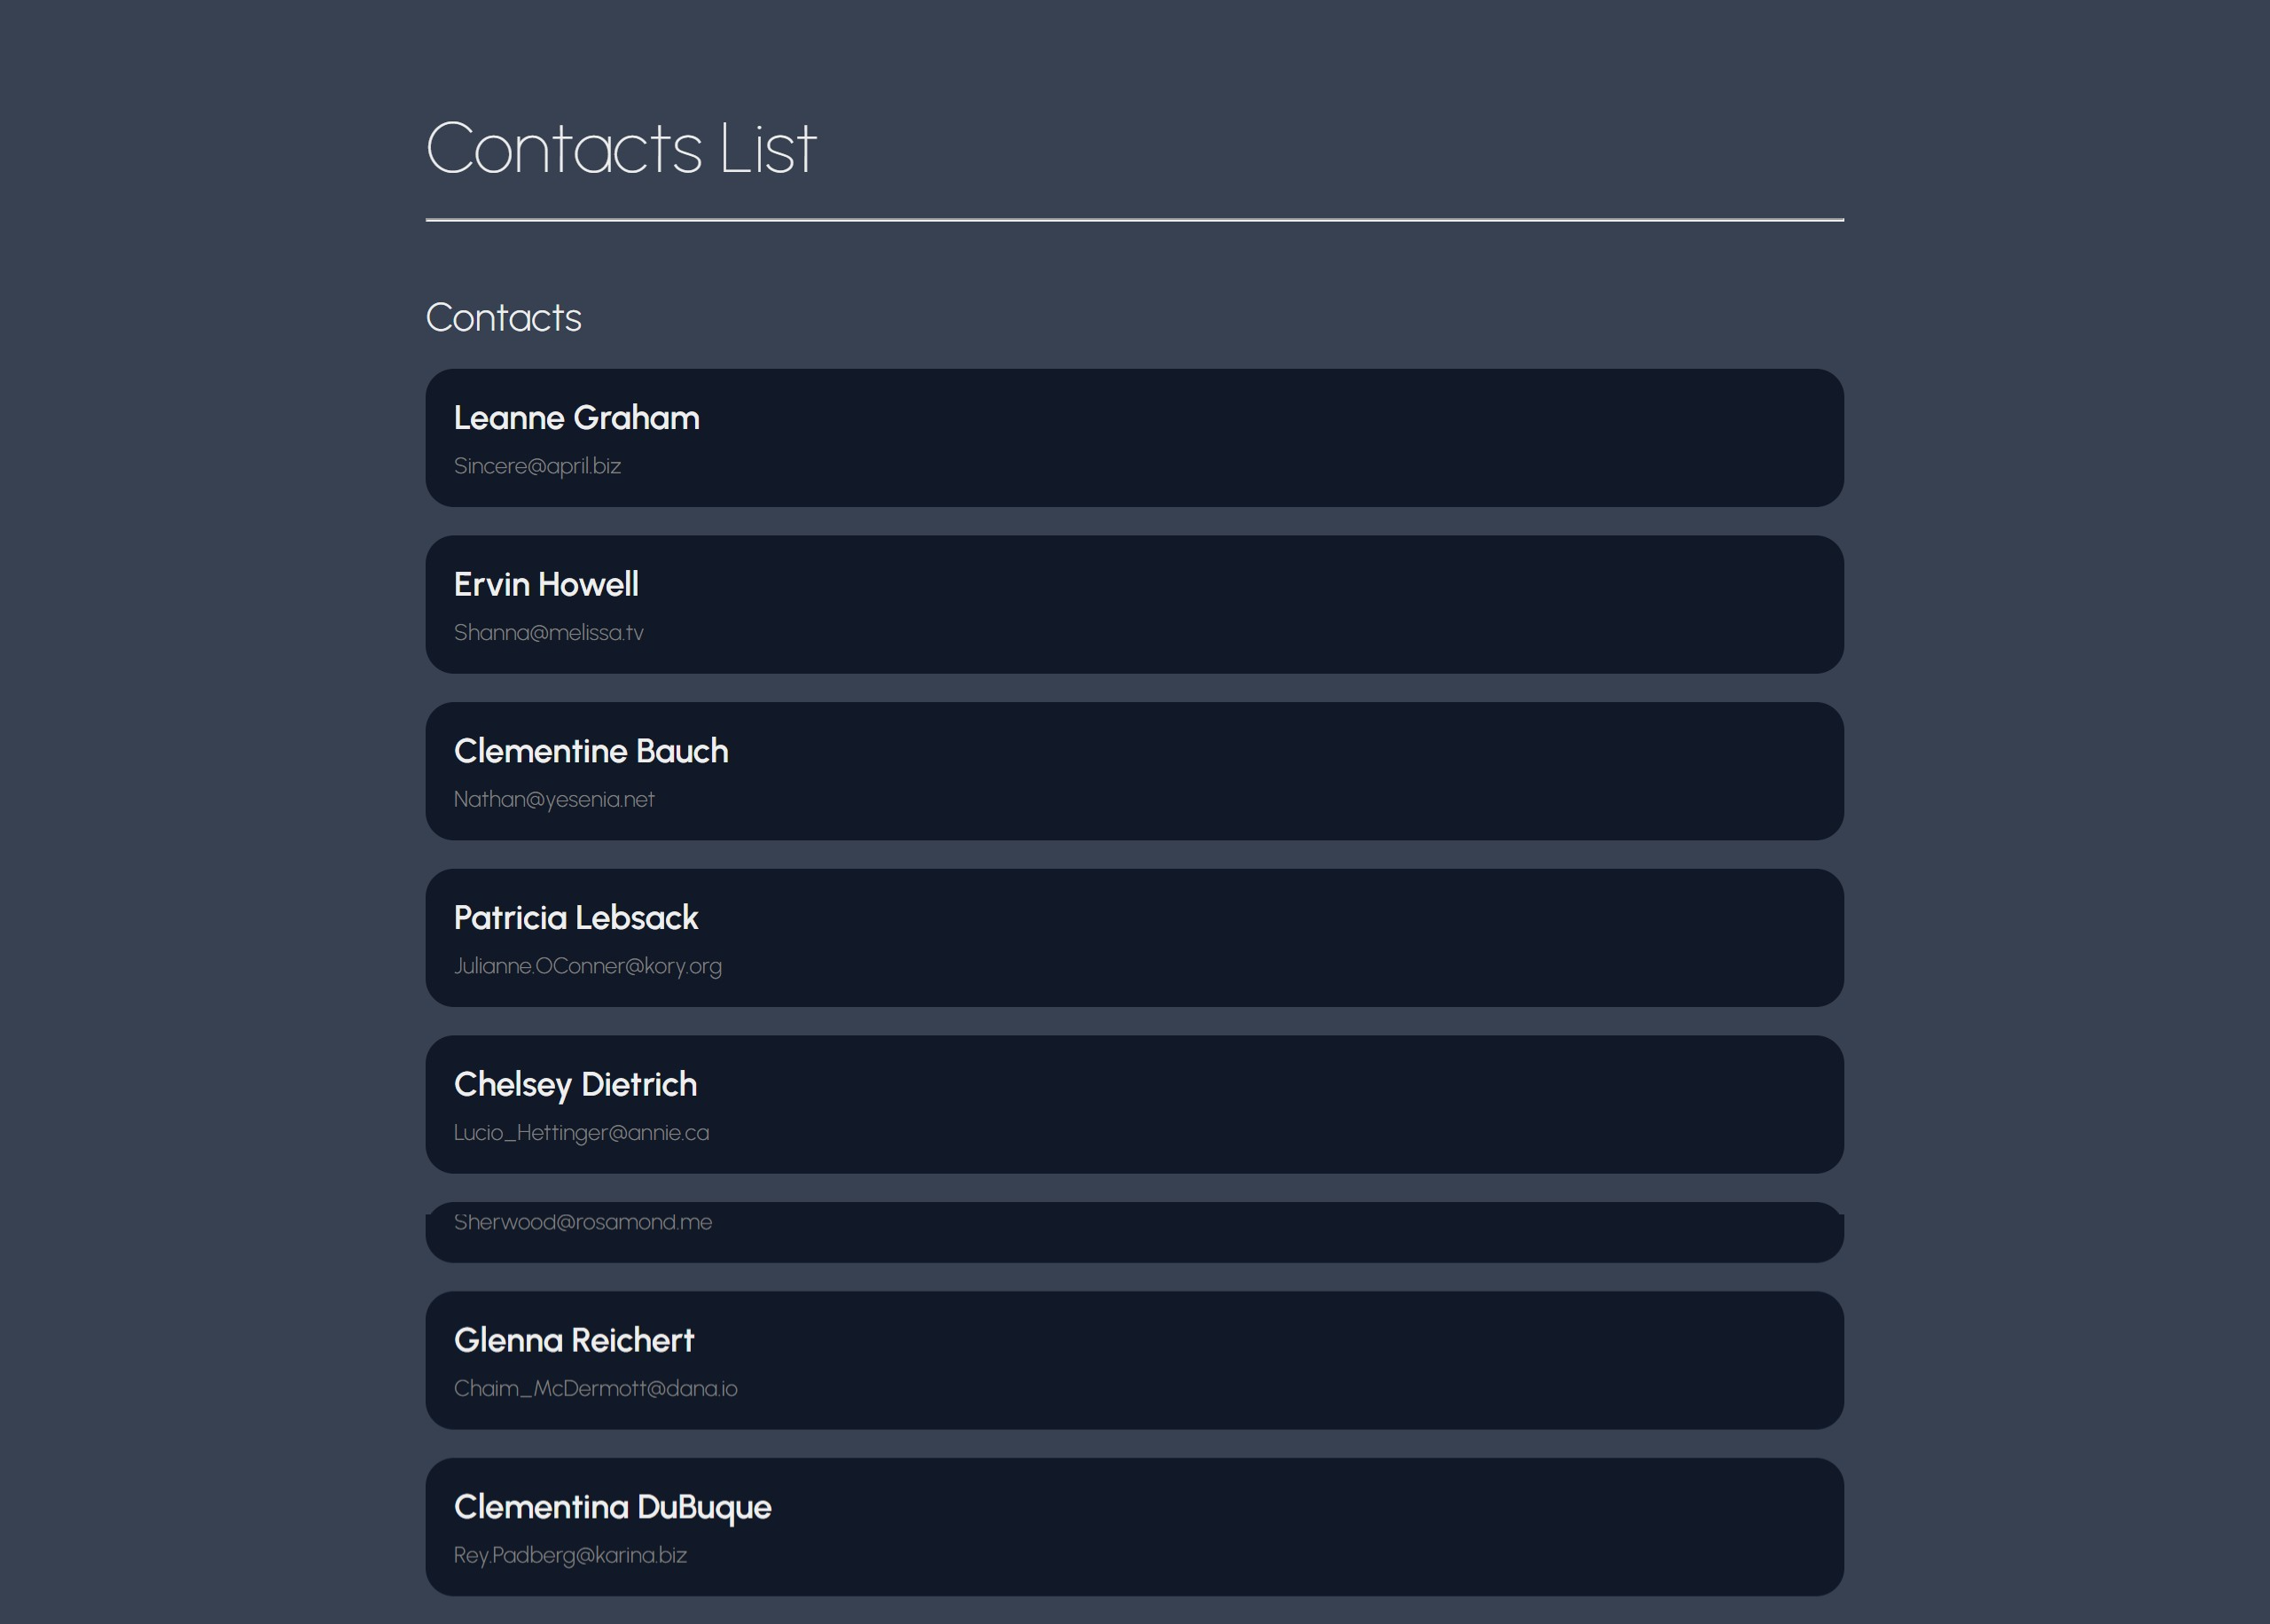 Contacts List
Contacts
Leanne Graham
Sincere@april.biz
Ervin Howell
Shanna@melissa.tv
Clementine Bauch
Nathan@yesenia.net
Patricia Lebsack
Julianne.OConner@kory.org
Chelsey Dietrich
Lucio_Hettinger@annie.ca
Sherwood@rosamond.me
Glenna Reichert
Chaim_McDermott@dana.io
Clementina DuBuque
Rey.Padberg@karina.biz